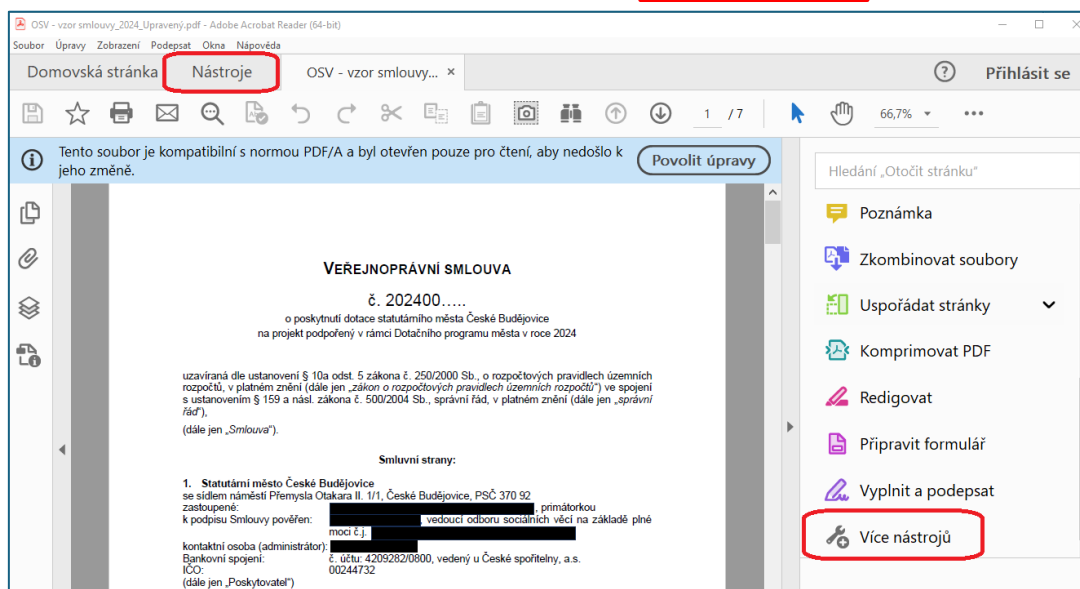 OSV - vzor smlouvy_2024_Upravený.pdf - Adobe Acrobat Reader (64-bit)
Soubor Úpravy Zobrazení Podepsat Okna Nápověda
Domovská stránka Nástroje OSV - vzor smlouvy... × ? Přihlásit se
1 / 7 66,7%
Tento soubor je kompatibilní s normou PDF/A a byl otevřen pouze pro čtení, aby nedošlo k
jeho změně.
Povolit úpravy
Hledání „Otočit stránku"
Poznámka
Zkombinovat soubory
Uspořádat stránky
Komprimovat PDF
Redigovat
Připravit formulář
Vyplnit a podepsat
Více nástrojů
VEŘEJNOPRÁVNÍ SMLOUVA
č. 202400…..
o poskytnutí dotace statutárního města České Budějovice
na projekt podpořený v rámci Dotačního programu města v roce 2024
uzavíraná dle ustanovení § 10a odst. 5 zákona č. 250/2000 Sb., o rozpočtových pravidlech územních
rozpočtů, v platném znění (dále jen „zákon o rozpočtových pravidlech územních rozpočtů") ve spojení
s ustanovením § 159 a násl. zákona č. 500/2004 Sb., správní řád, v platném znění (dále jen „správní
řád"),
(dále jen „Smlouva").
Smluvní strany:
1. Statutární město České Budějovice
se sídlem náměstí Přemysla Otakara II. 1/1, České Budějovice, PSČ 370 92
zastoupené: , primátorkou
k podpisu Smlouvy pověřen: , vedoucí odboru sociálních věcí na základě plné
moci č.j.
kontaktní osoba (administrátor):
Bankovní spojení: č. účtu: 4209282/0800, vedený u České spořitelny, a.s.
IČO: 00244732
(dále jen „Poskytovatel")